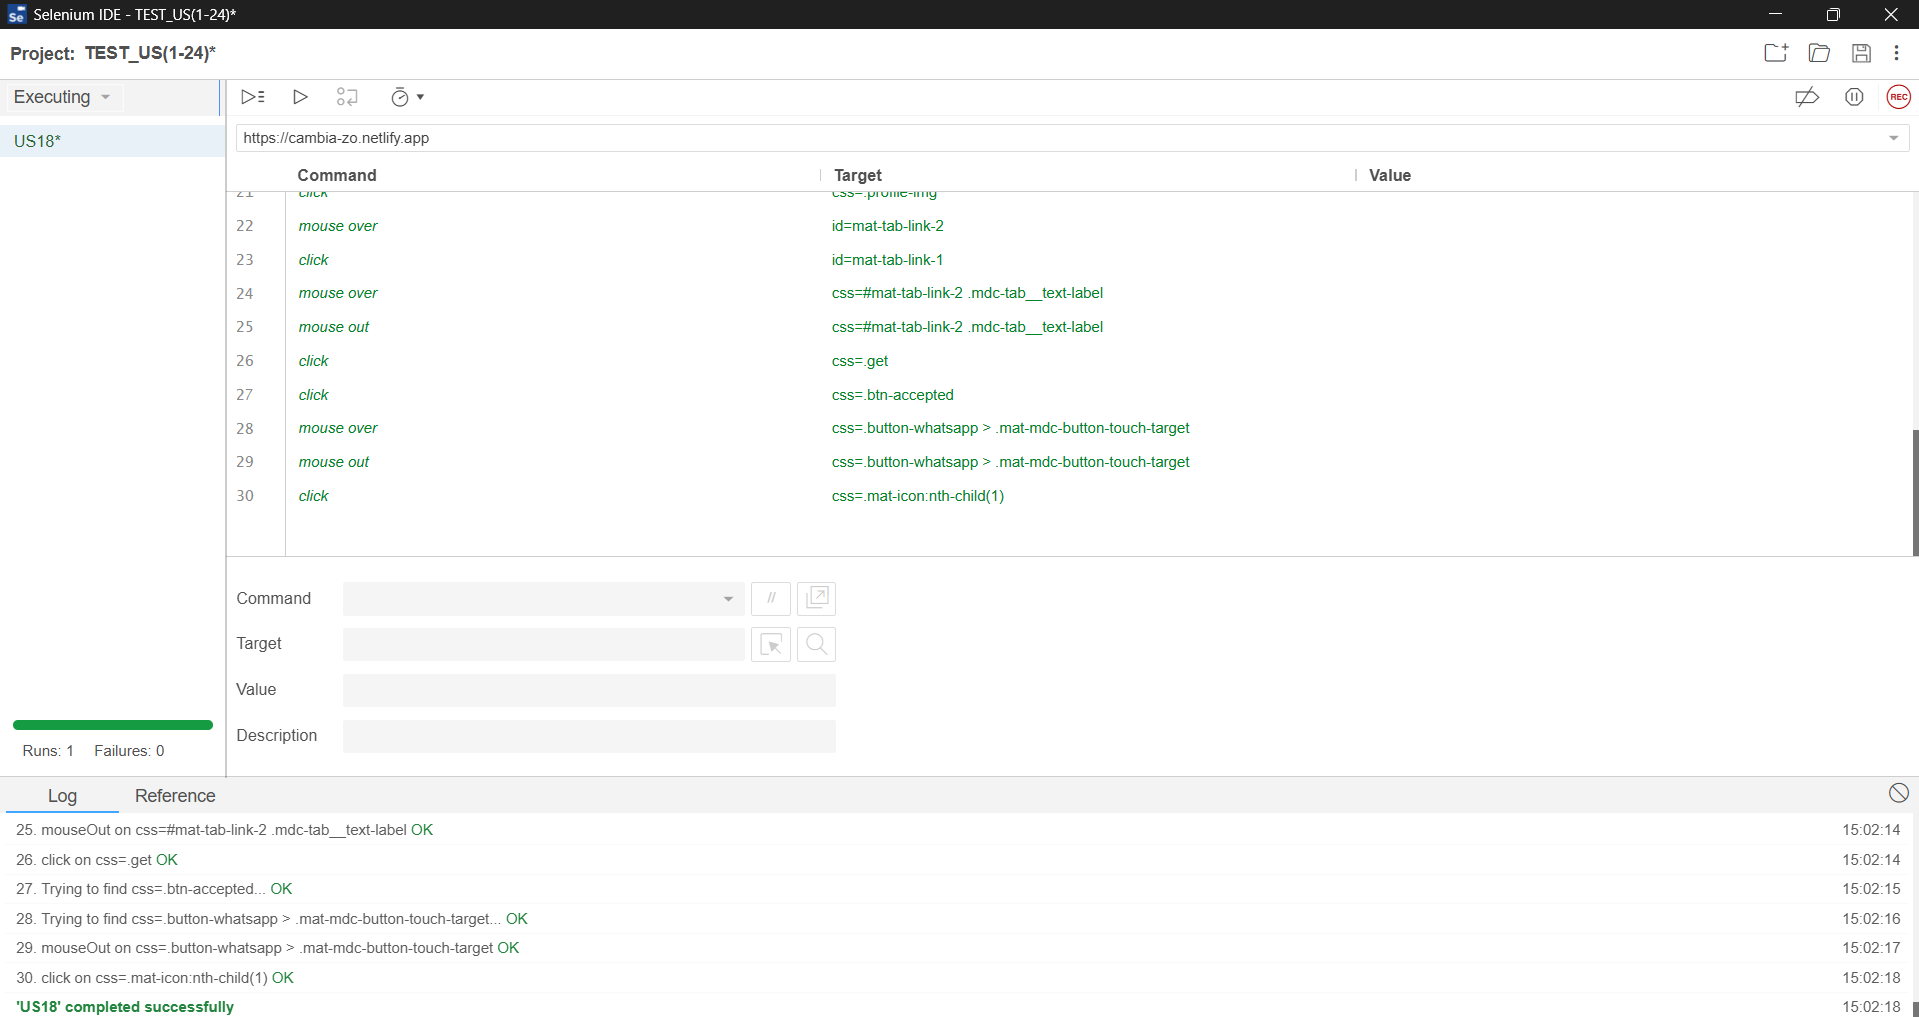 Selenium IDE - TEST_US(1-24)*
Project: TEST_US(1-24)*
Executing
US18*
https://cambia-zo.netlify.app
REC
Command Target Value
21 click css=.profile-img
22 mouse over id=mat-tab-link-2
23 click id=mat-tab-link-1
24 mouse over css=#mat-tab-link-2 .mdc-tab__text-label
25 mouse out css=#mat-tab-link-2 .mdc-tab__text-label
26 click css=.get
27 click css=.btn-accepted
28 mouse over css=.button-whatsapp > .mat-mdc-button-touch-target
29 mouse out css=.button-whatsapp > .mat-mdc-button-touch-target
30 click css=.mat-icon:nth-child(1)
Command //
Target
Value
Description
Runs: 1 Failures: 0
Log Reference
25. mouseOut on css=#mat-tab-link-2 .mdc-tab__text-label OK 15:02:14
26. click on css=.get OK 15:02:14
27. Trying to find css=.btn-accepted... OK 15:02:15
28. Trying to find css=.button-whatsapp > .mat-mdc-button-touch-target... OK 15:02:16
29. mouseOut on css=.button-whatsapp > .mat-mdc-button-touch-target OK 15:02:17
30. click on css=.mat-icon:nth-child(1) OK 15:02:18
'US18' completed successfully 15:02:18